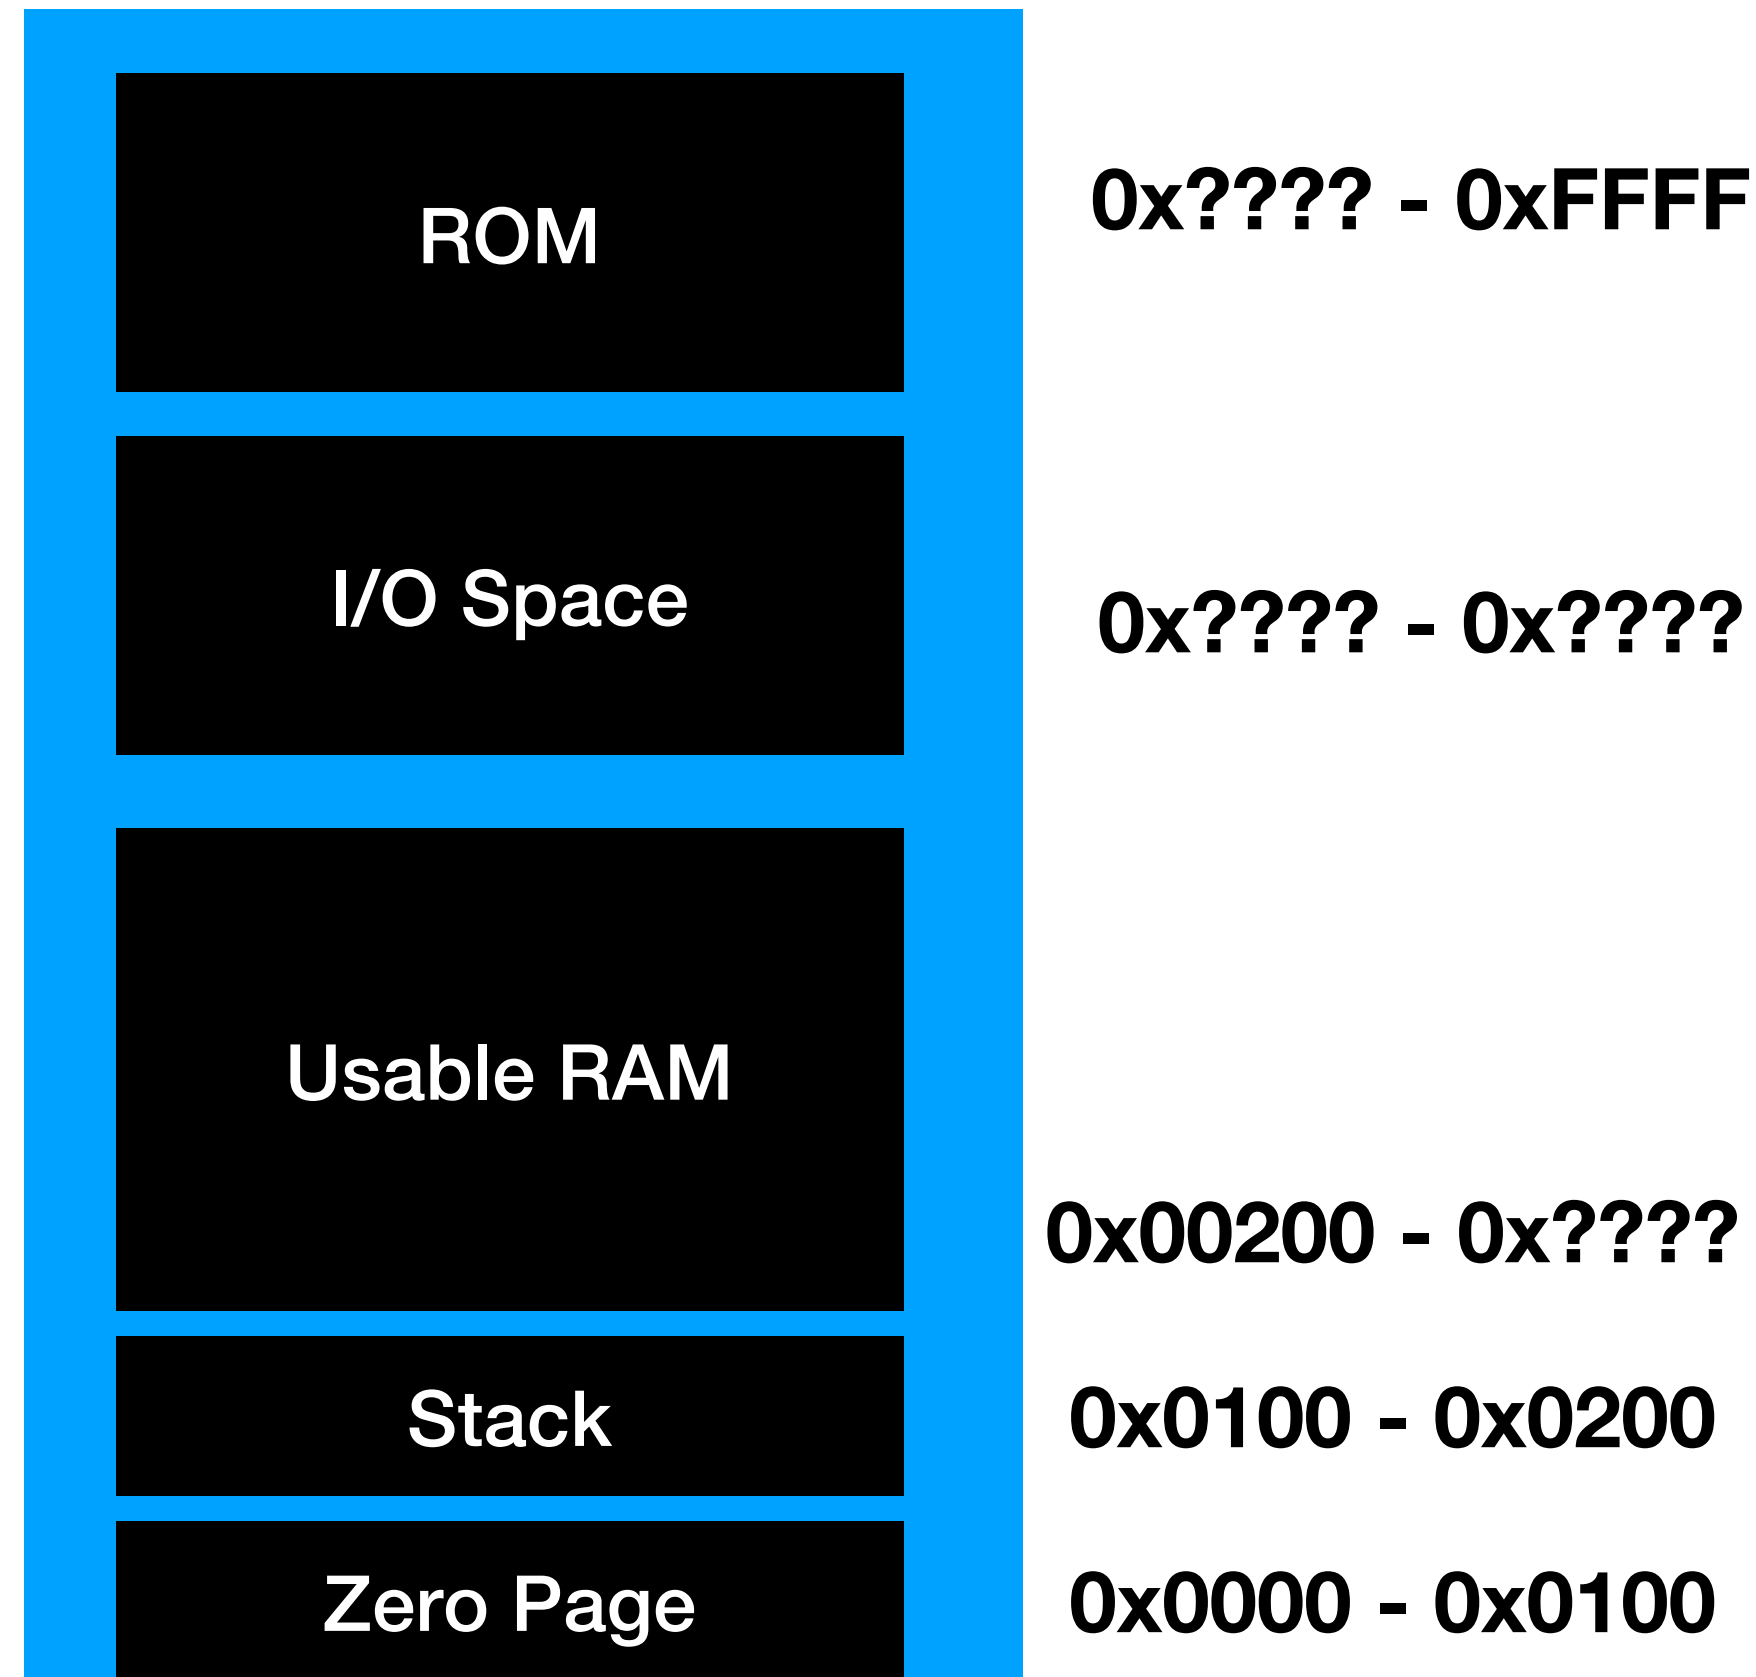 ROM
0x???? - 0xFFFF
I/O Space
0x???? - 0x????
Usable RAM
0x00200 - 0x????
Stack
0x0100 - 0x0200
Zero Page
0x0000 - 0x0100